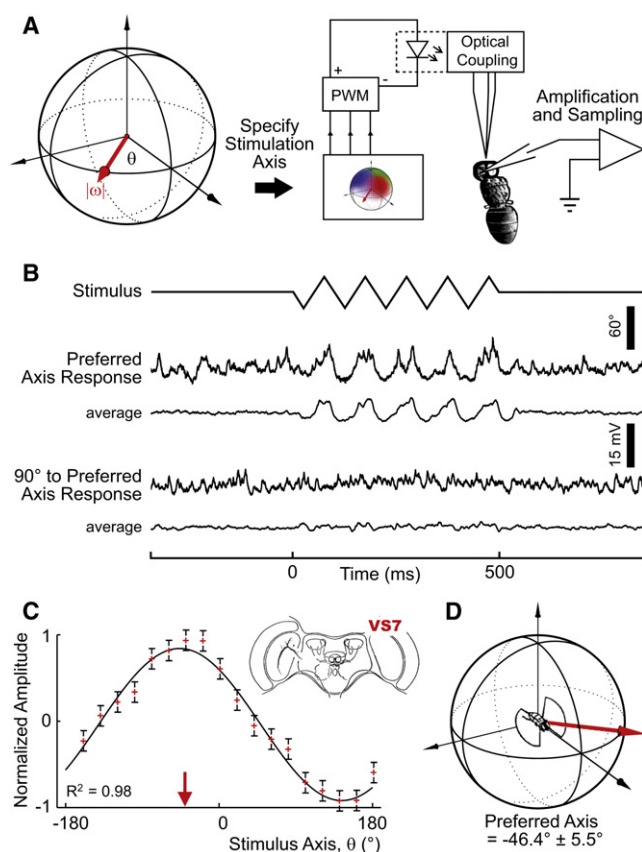 A
θ
|ω|
Specify
Stimulation
Axis
+
-
PWM
Optical
Coupling
Amplification
and Sampling
B
Stimulus
60°
Preferred
Axis Response
average
15 mV
90° to Preferred
Axis Response
average
0
Time (ms)
500
C
Normalized Amplitude
1
0
-1
VS7
R² = 0.98
-180
0
180
Stimulus Axis, θ (°)
D
Preferred Axis
= -46.4° ± 5.5°